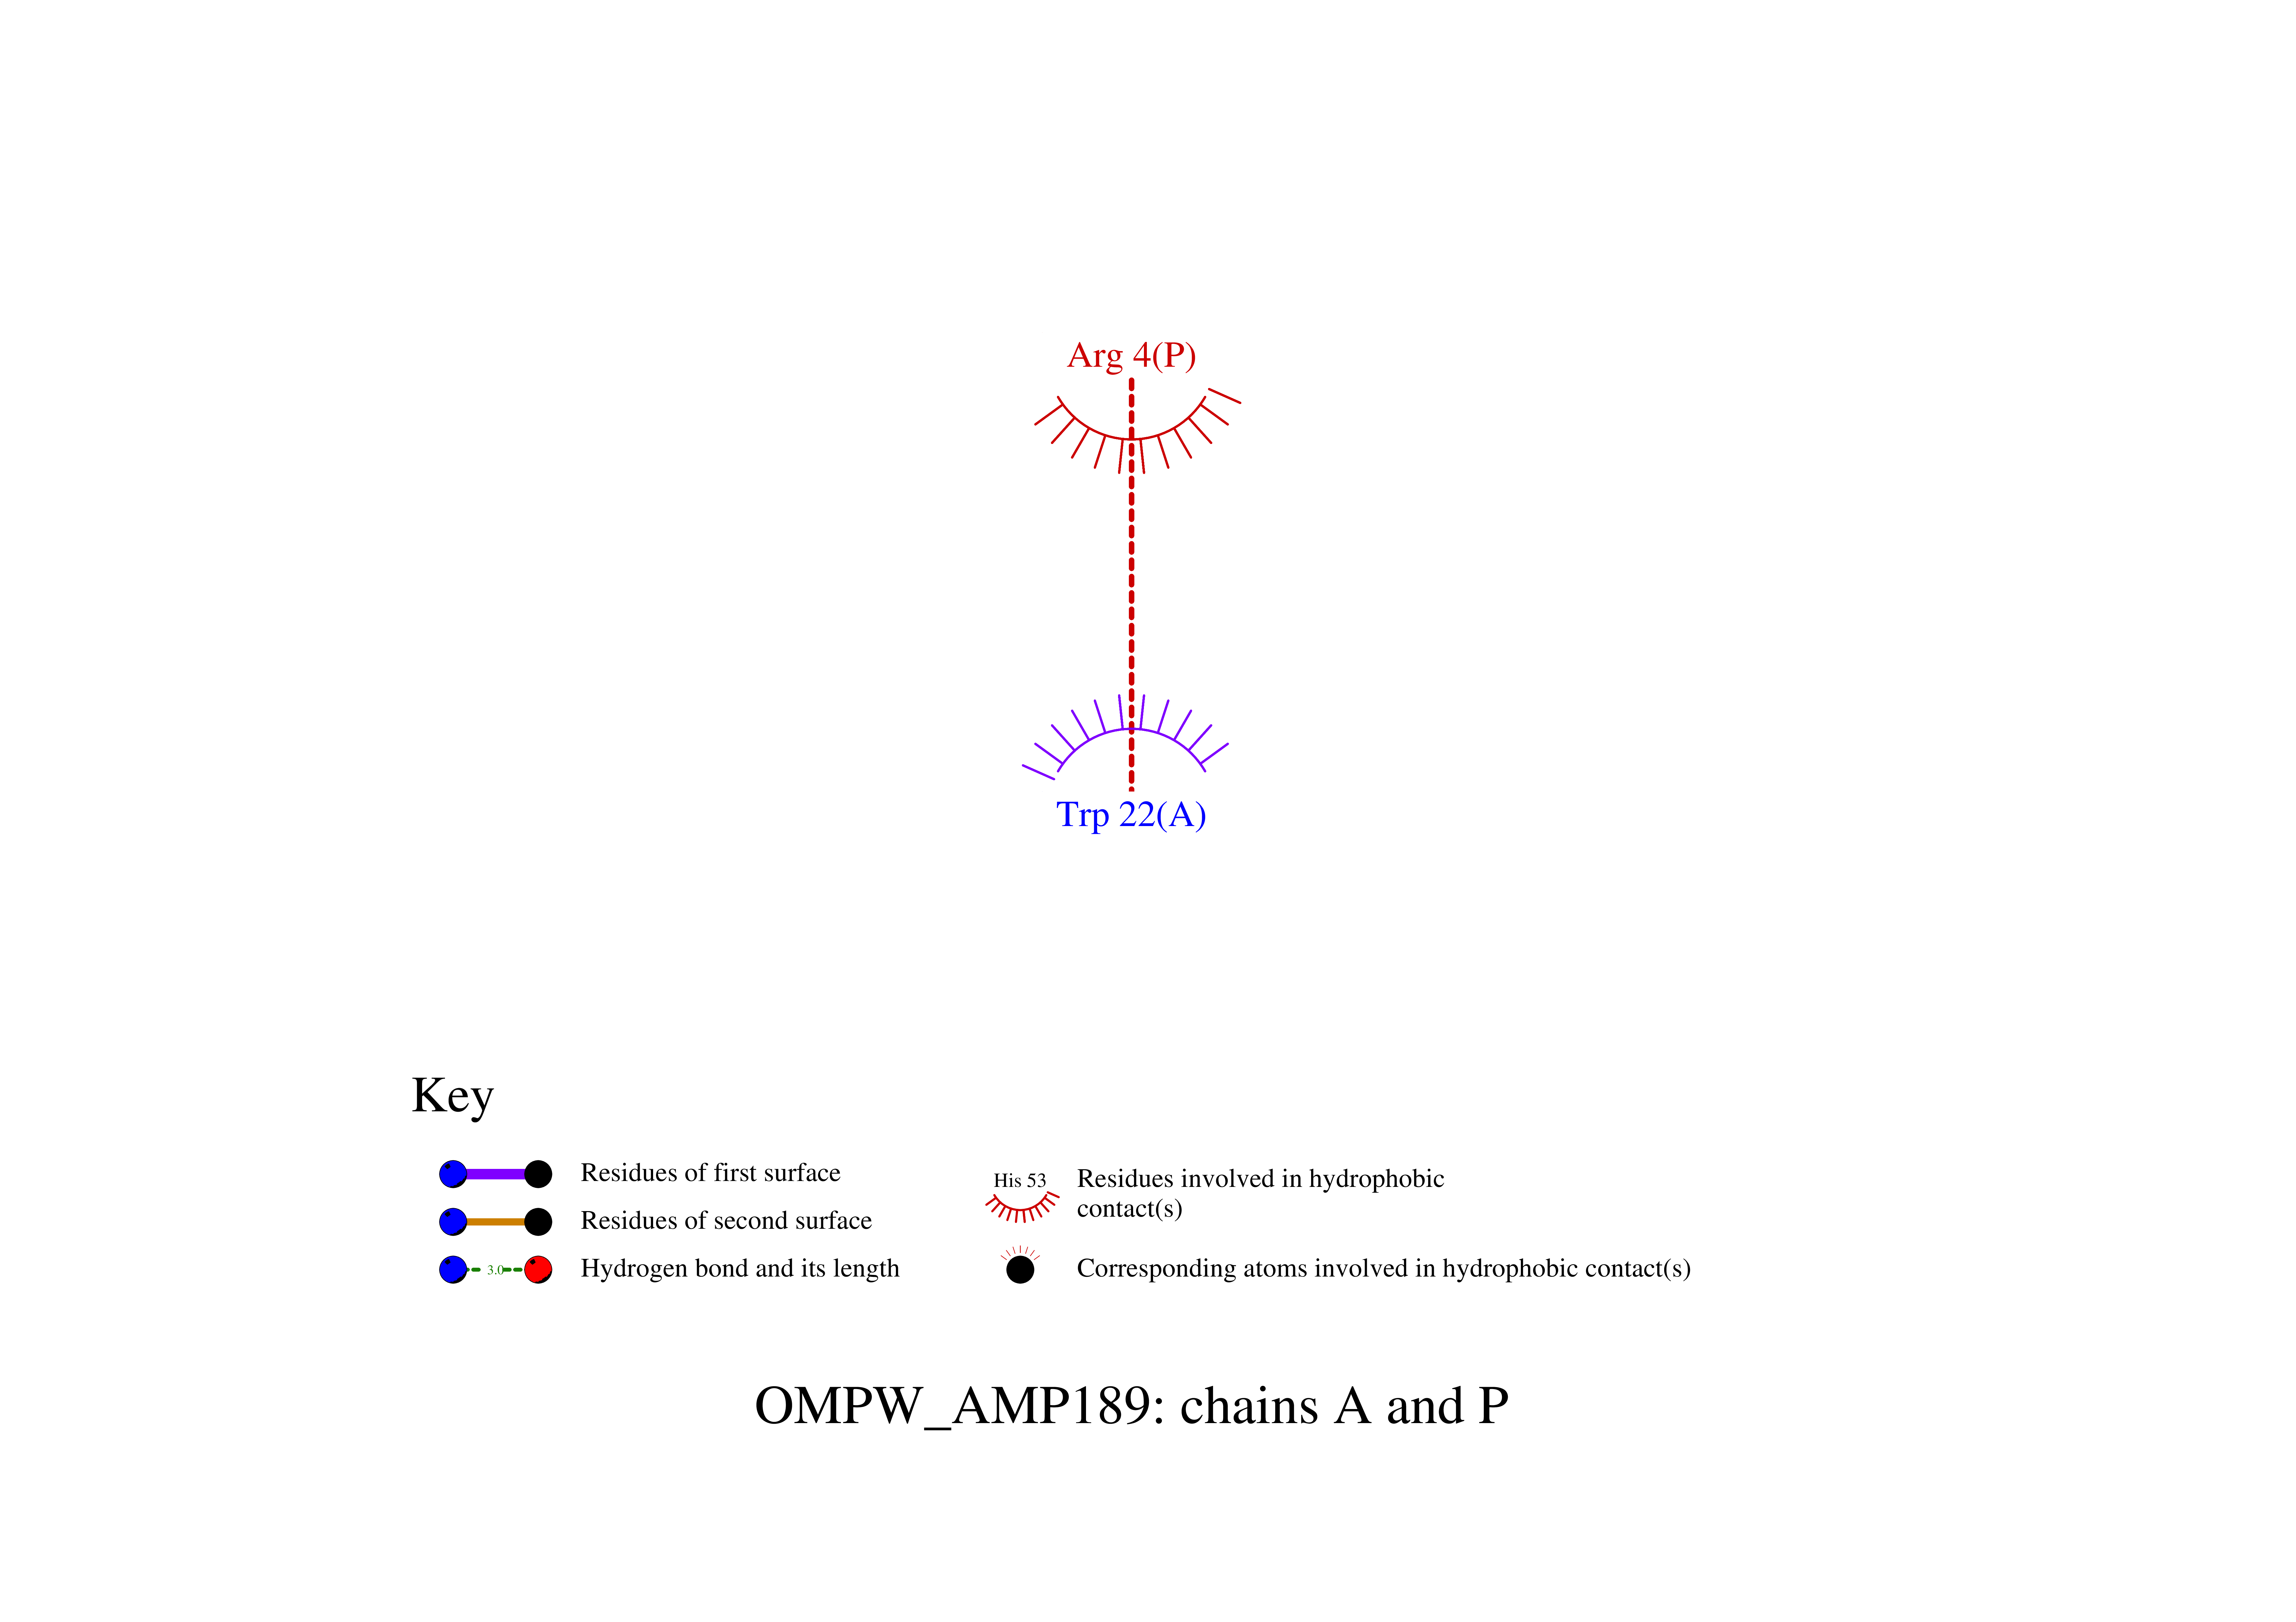 Arg 4(P)
Trp 22(A)
Key
Residues of first surface
Residues of second surface
3.0
Hydrogen bond and its length
His 53
Residues involved in hydrophobic
contact(s)
Corresponding atoms involved in hydrophobic contact(s)
OMPW_AMP189: chains A and P